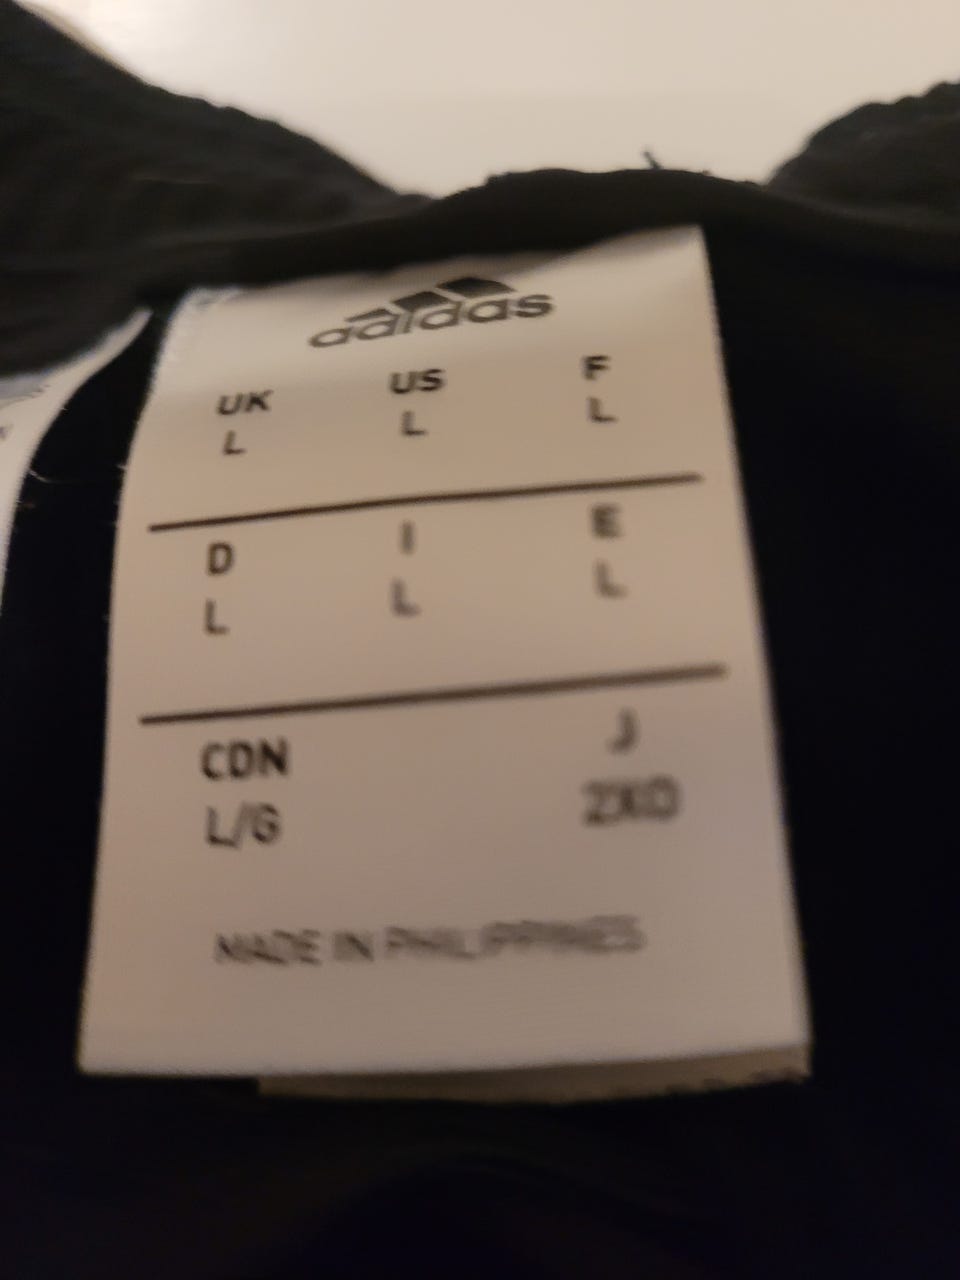 adidas
UK US F
L L L
D I E
L L L
CDN J
L/G 2XO
MADE IN PHILIPPINES